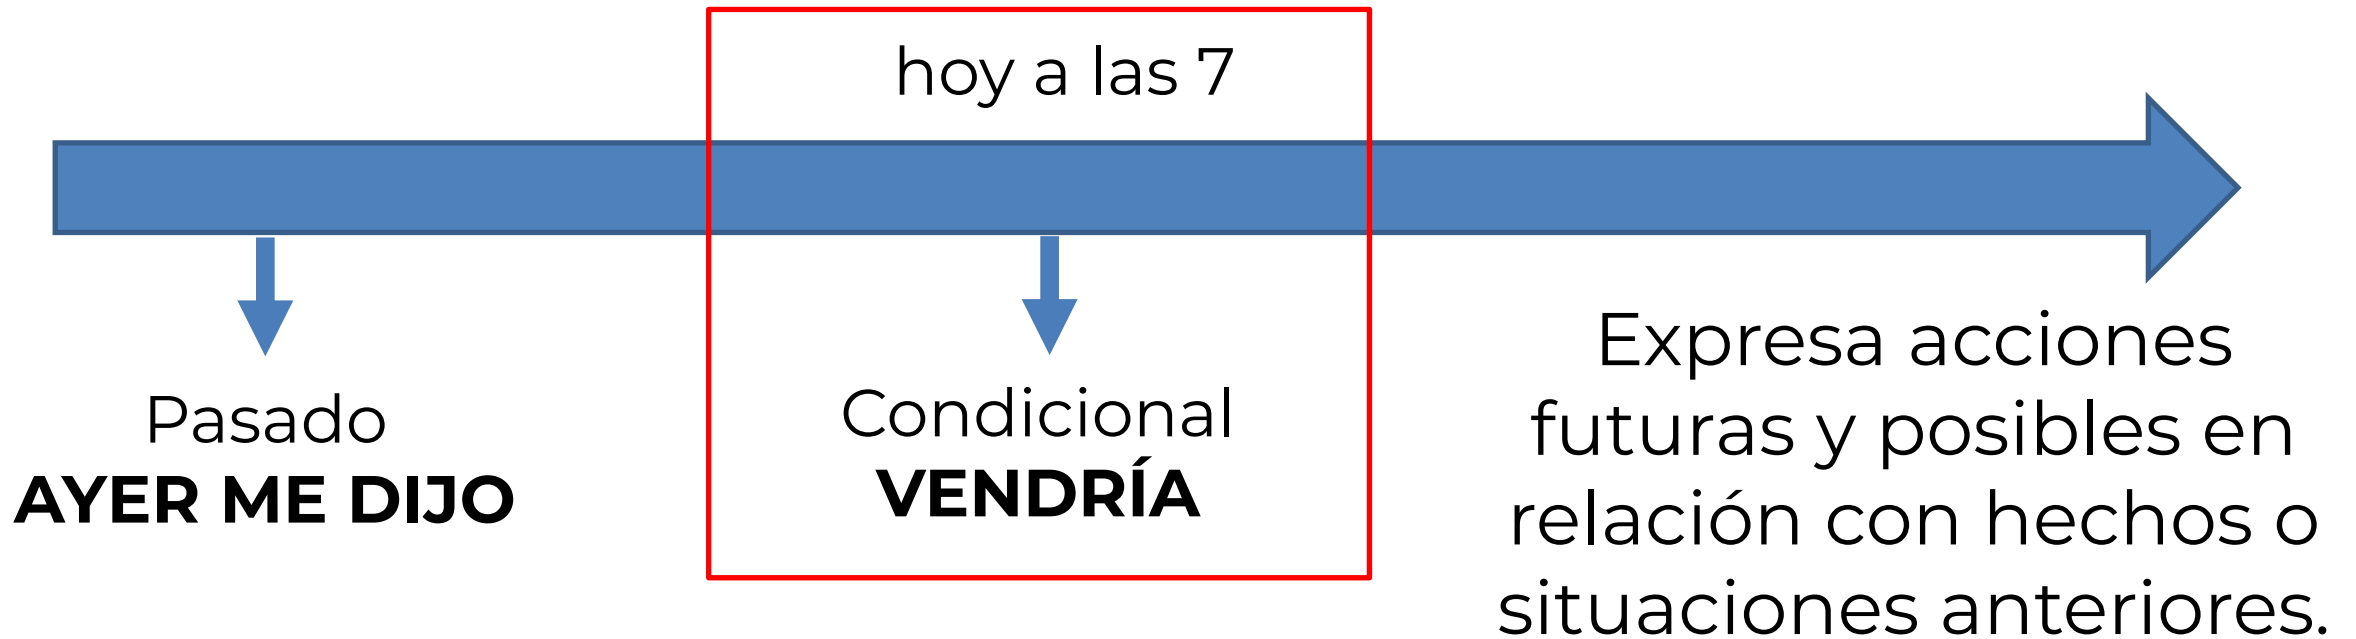 hoy a las 7
Pasado
AYER ME DIJO
Condicional
VENDRÍA
Expresa acciones
futuras y posibles en
relación con hechos o
situaciones anteriores.